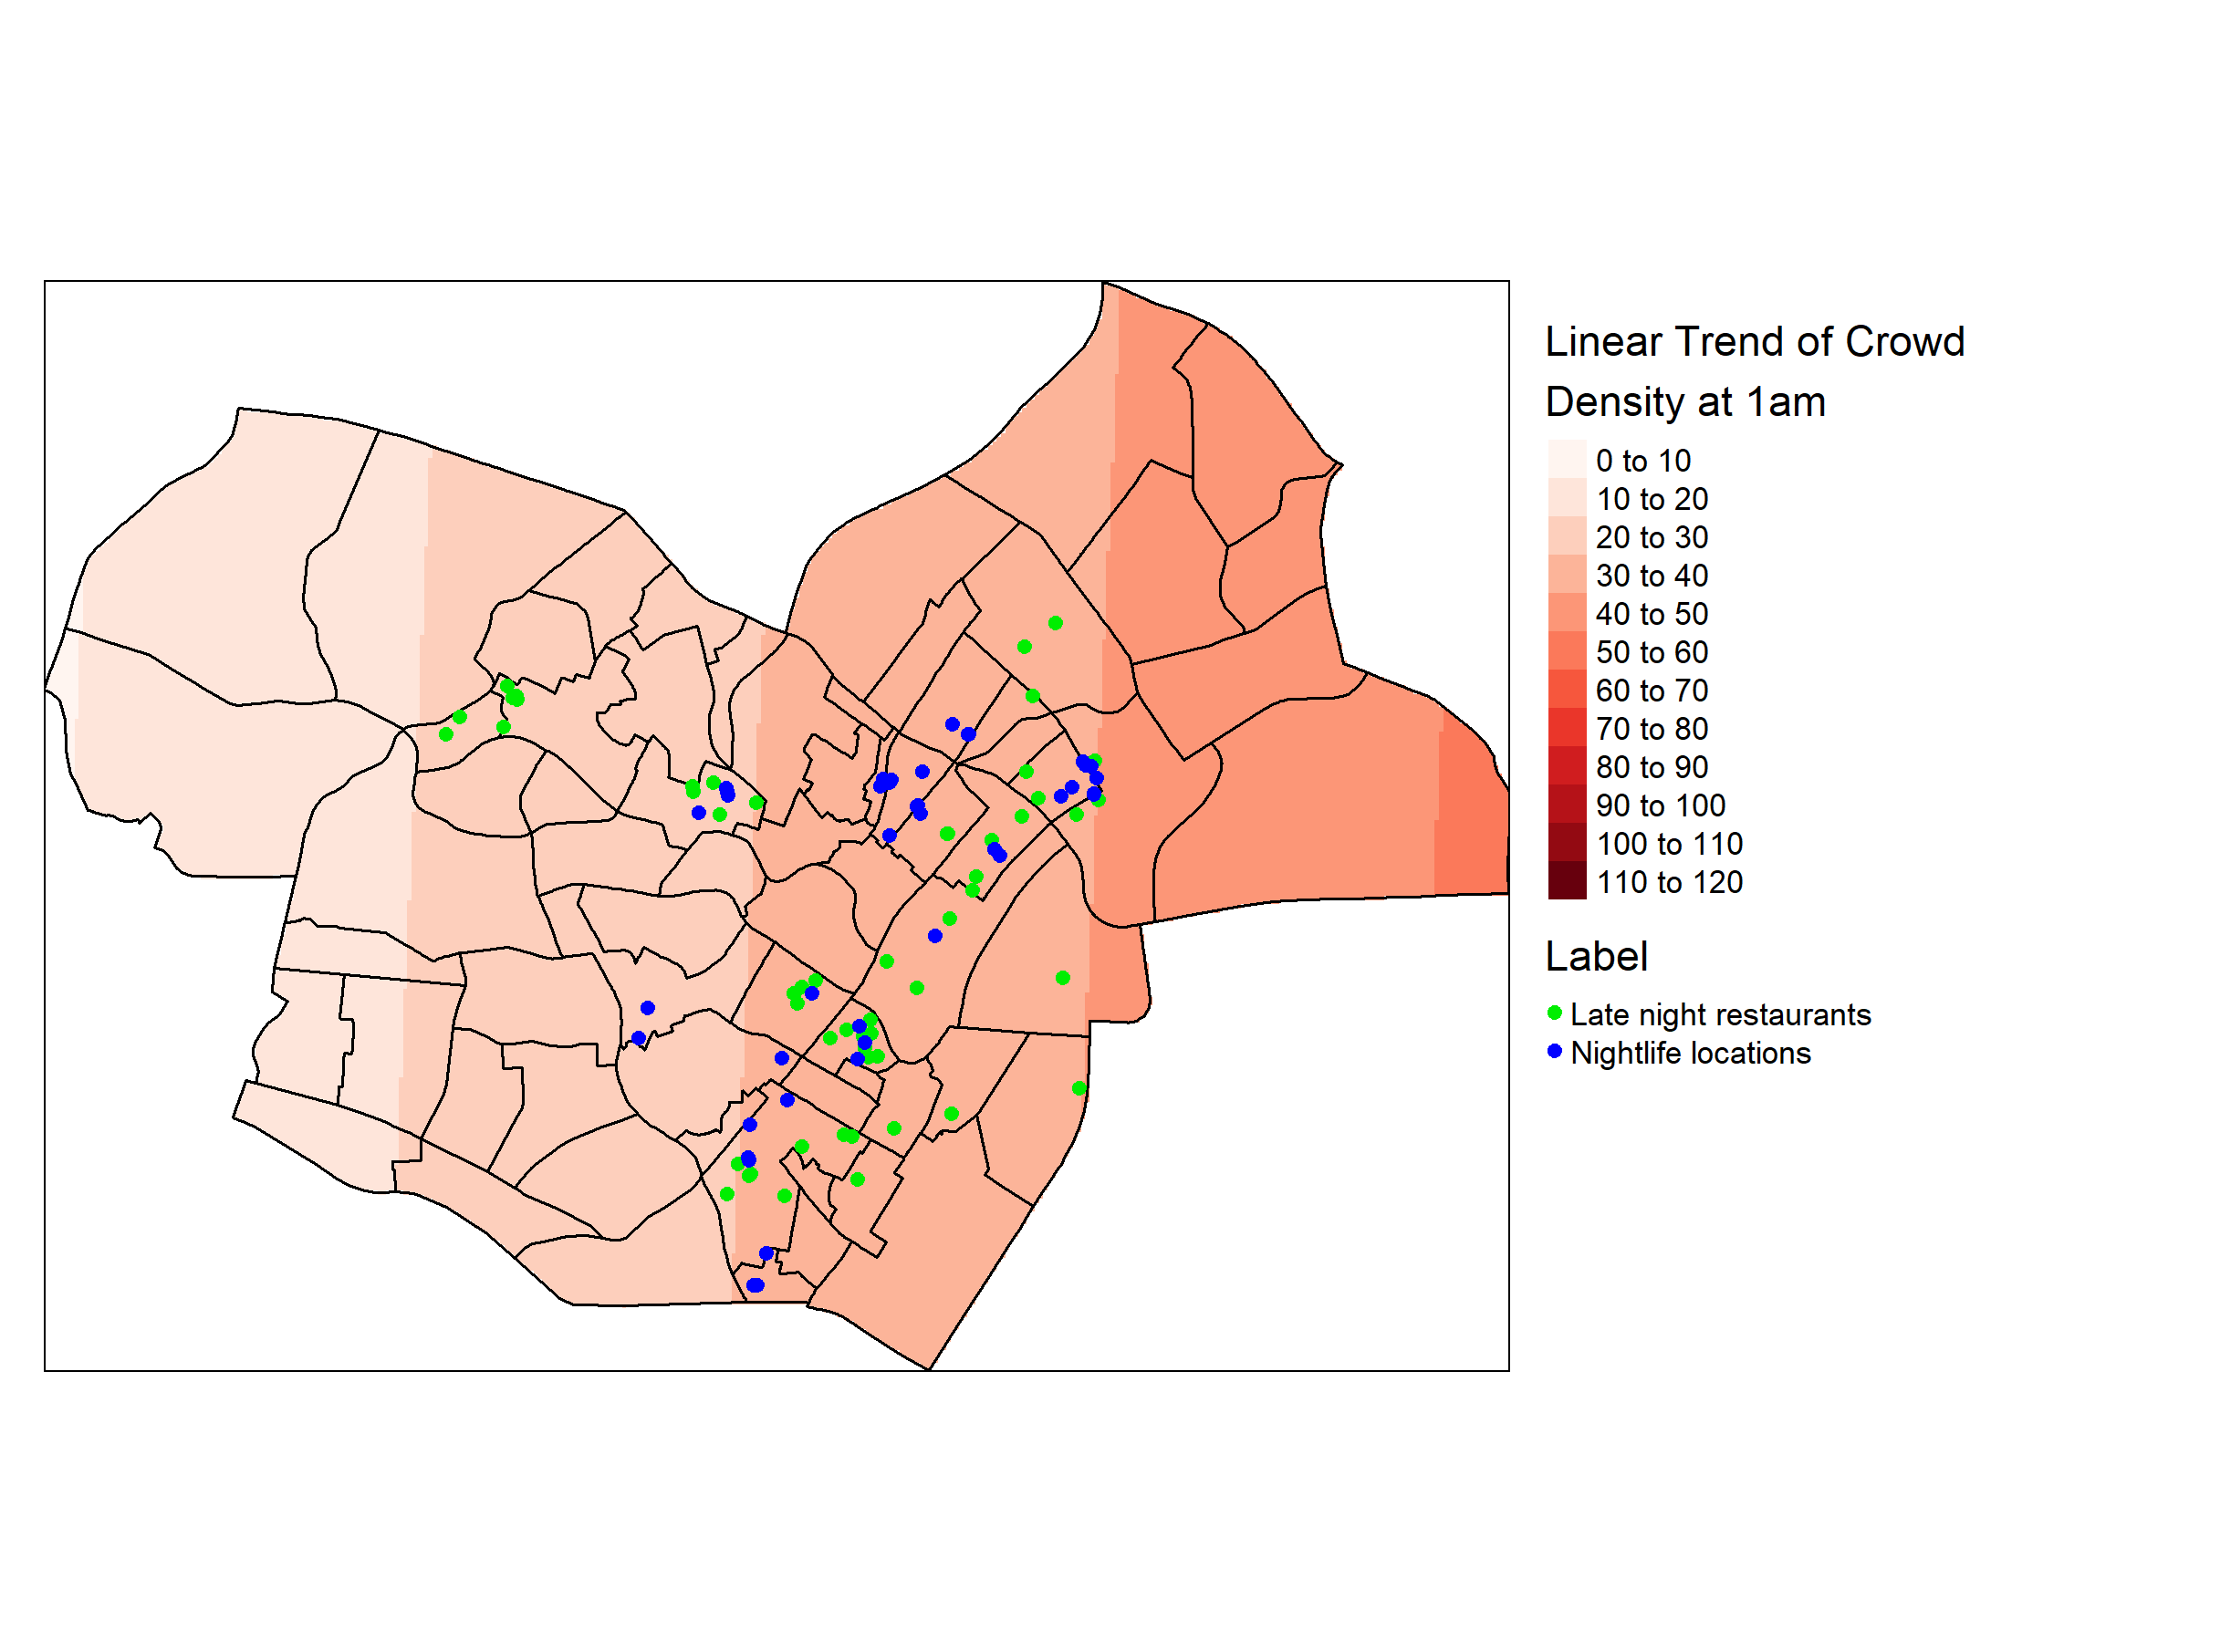 Linear Trend of Crowd
Density at 1am
0 to 10
10 to 20
20 to 30
30 to 40
40 to 50
50 to 60
60 to 70
70 to 80
80 to 90
90 to 100
100 to 110
110 to 120
Label
Late night restaurants
Nightlife locations